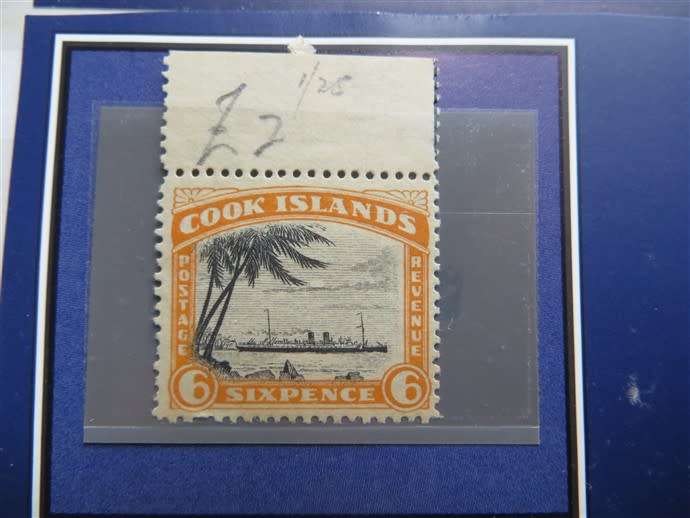 1/25
£2
COOK ISLANDS
POSTAGE
REVENUE
6 SIXPENCE 6